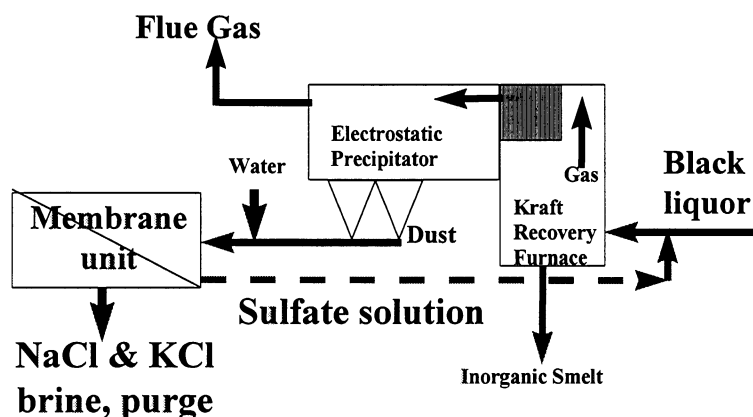 Flue Gas
Electrostatic
Precipitator
Water
Gas
Black
liquor
Membrane
unit
Dust
Kraft
Recovery
Furnace
Sulfate solution
NaCl & KCl
brine, purge
Inorganic Smelt